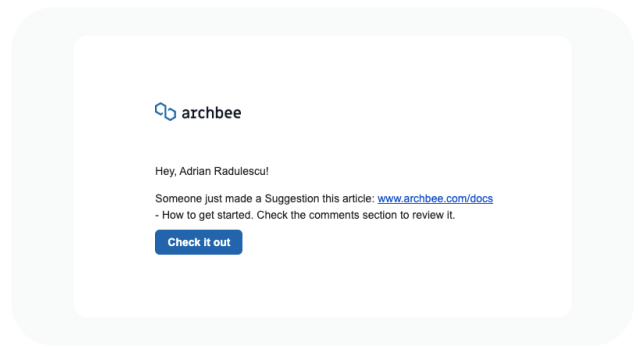 archbee
Hey, Adrian Radulescu!
Someone just made a Suggestion this article: www.archbee.com/docs
- How to get started. Check the comments section to review it.
Check it out